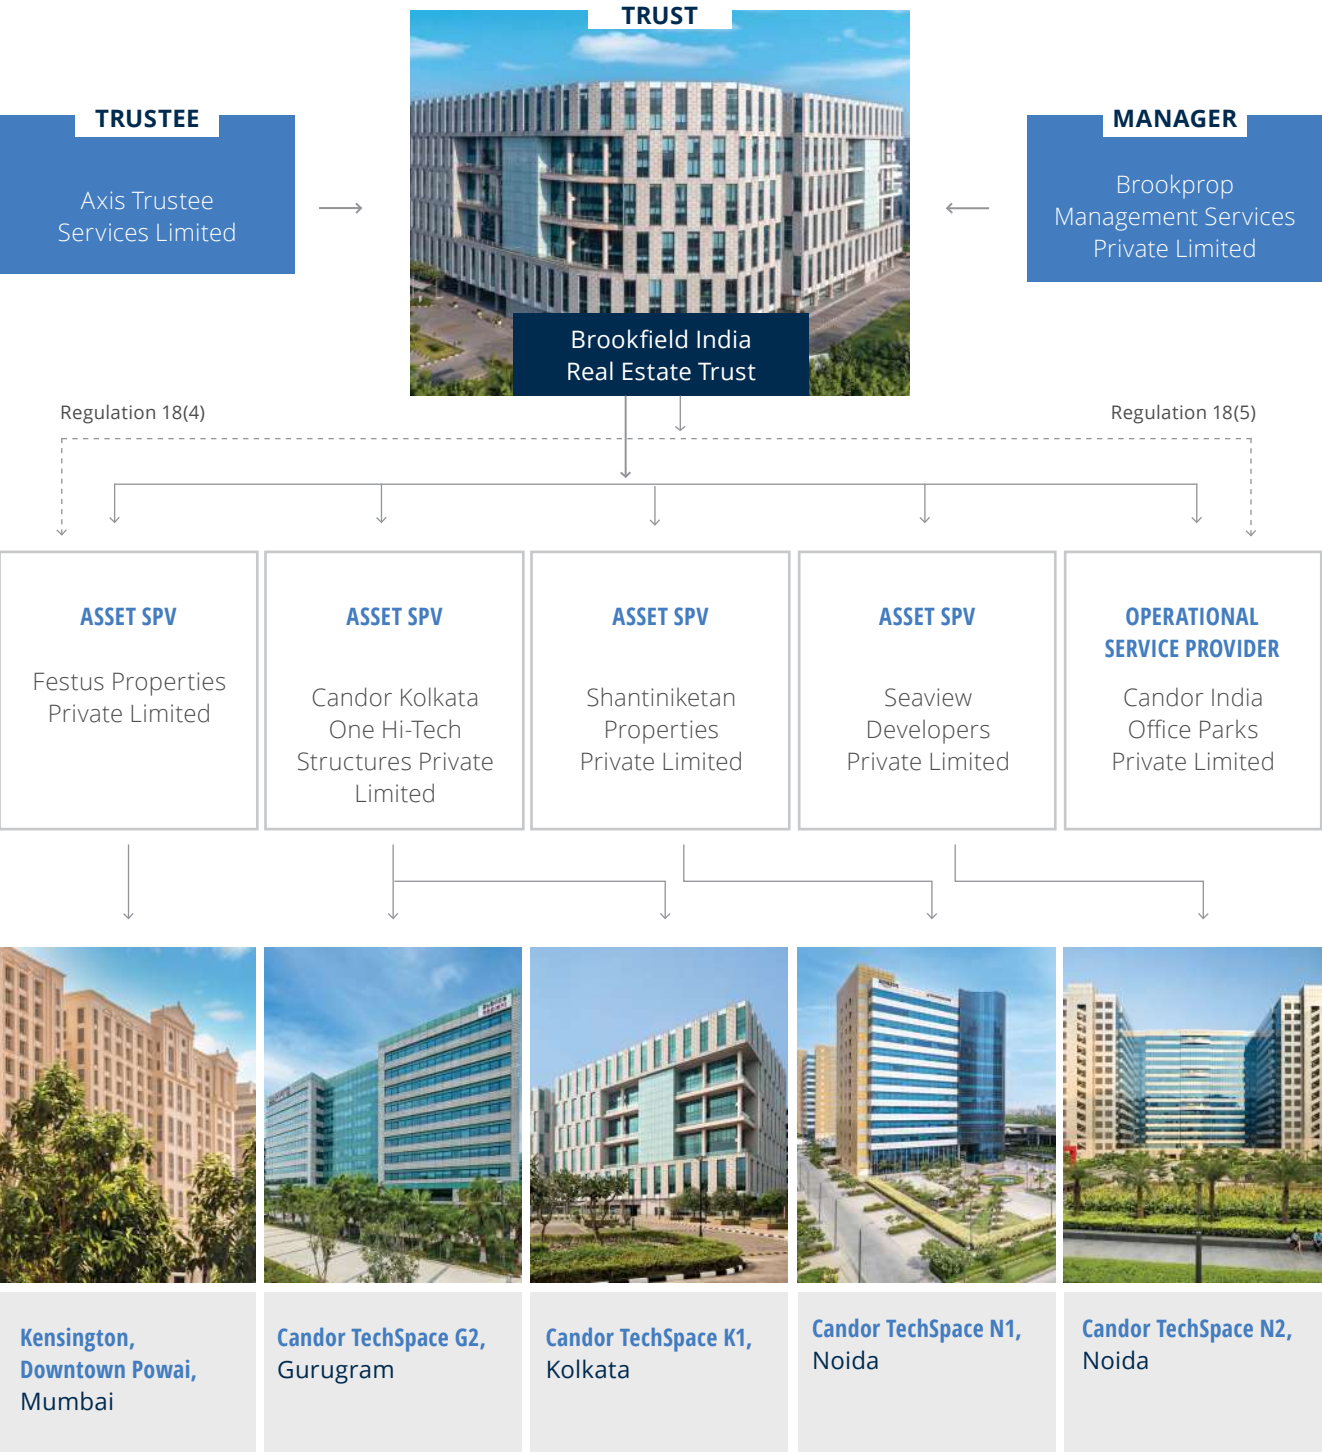 TRUST
TRUSTEE
Axis Trustee
Services Limited
MANAGER
Brookprop
Management Services
Private Limited
Brookfield India
Real Estate Trust
Regulation 18(4)
Regulation 18(5)
ASSET SPV
Festus Properties
Private Limited
ASSET SPV
Candor Kolkata
One Hi-Tech
Structures Private
Limited
ASSET SPV
Shantiniketan
Properties
Private Limited
ASSET SPV
Seaview
Developers
Private Limited
OPERATIONAL
SERVICE PROVIDER
Candor India
Office Parks
Private Limited
Kensington,
Downtown Powai,
Mumbai
Candor TechSpace G2,
Gurugram
Candor TechSpace K1,
Kolkata
Candor TechSpace N1,
Noida
Candor TechSpace N2,
Noida